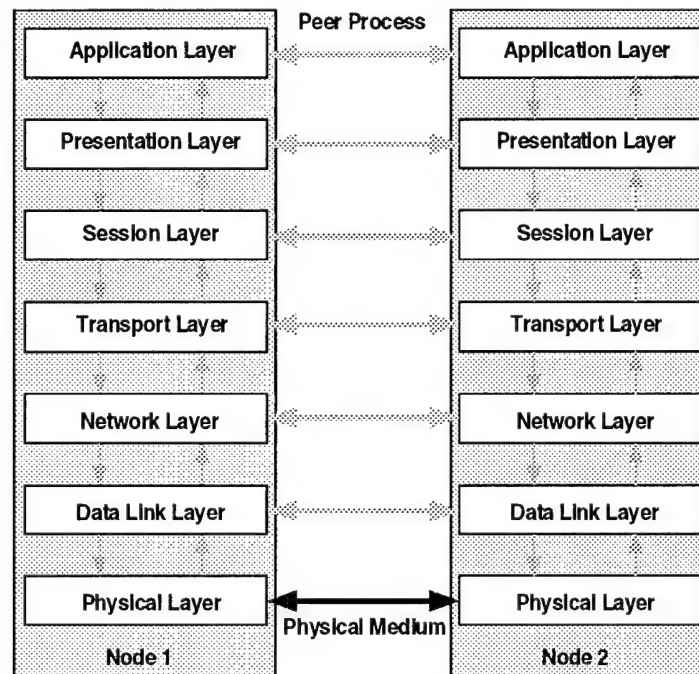 Peer Process
Application Layer
Application Layer
Presentation Layer
Presentation Layer
Session Layer
Session Layer
Transport Layer
Transport Layer
Network Layer
Network Layer
Data Link Layer
Data Link Layer
Physical Layer
Physical Layer
Physical Medium
Node 1
Node 2